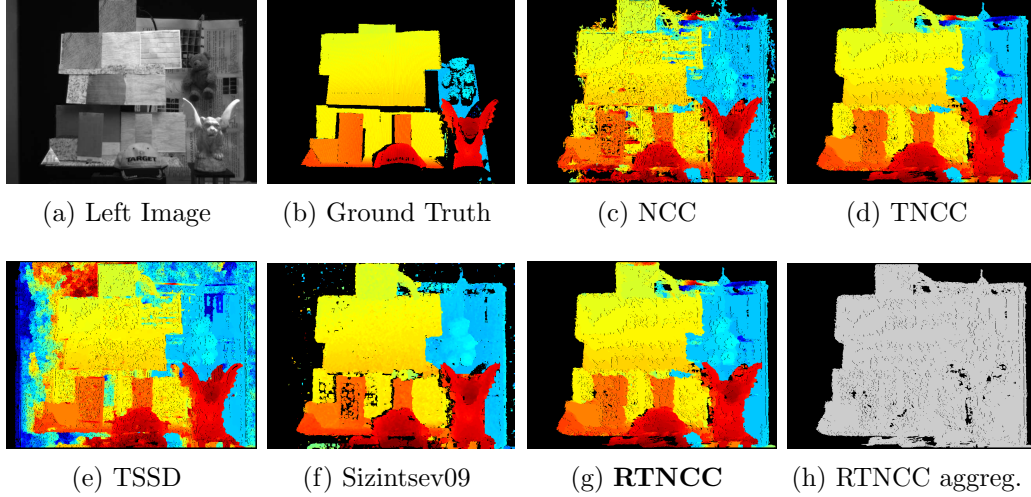 TARGET
(a) Left Image
(b) Ground Truth
(c) NCC
(d) TNCC
(e) TSSD
(f) Sizintsev09
(g) RTNCC
(h) RTNCC aggreg.